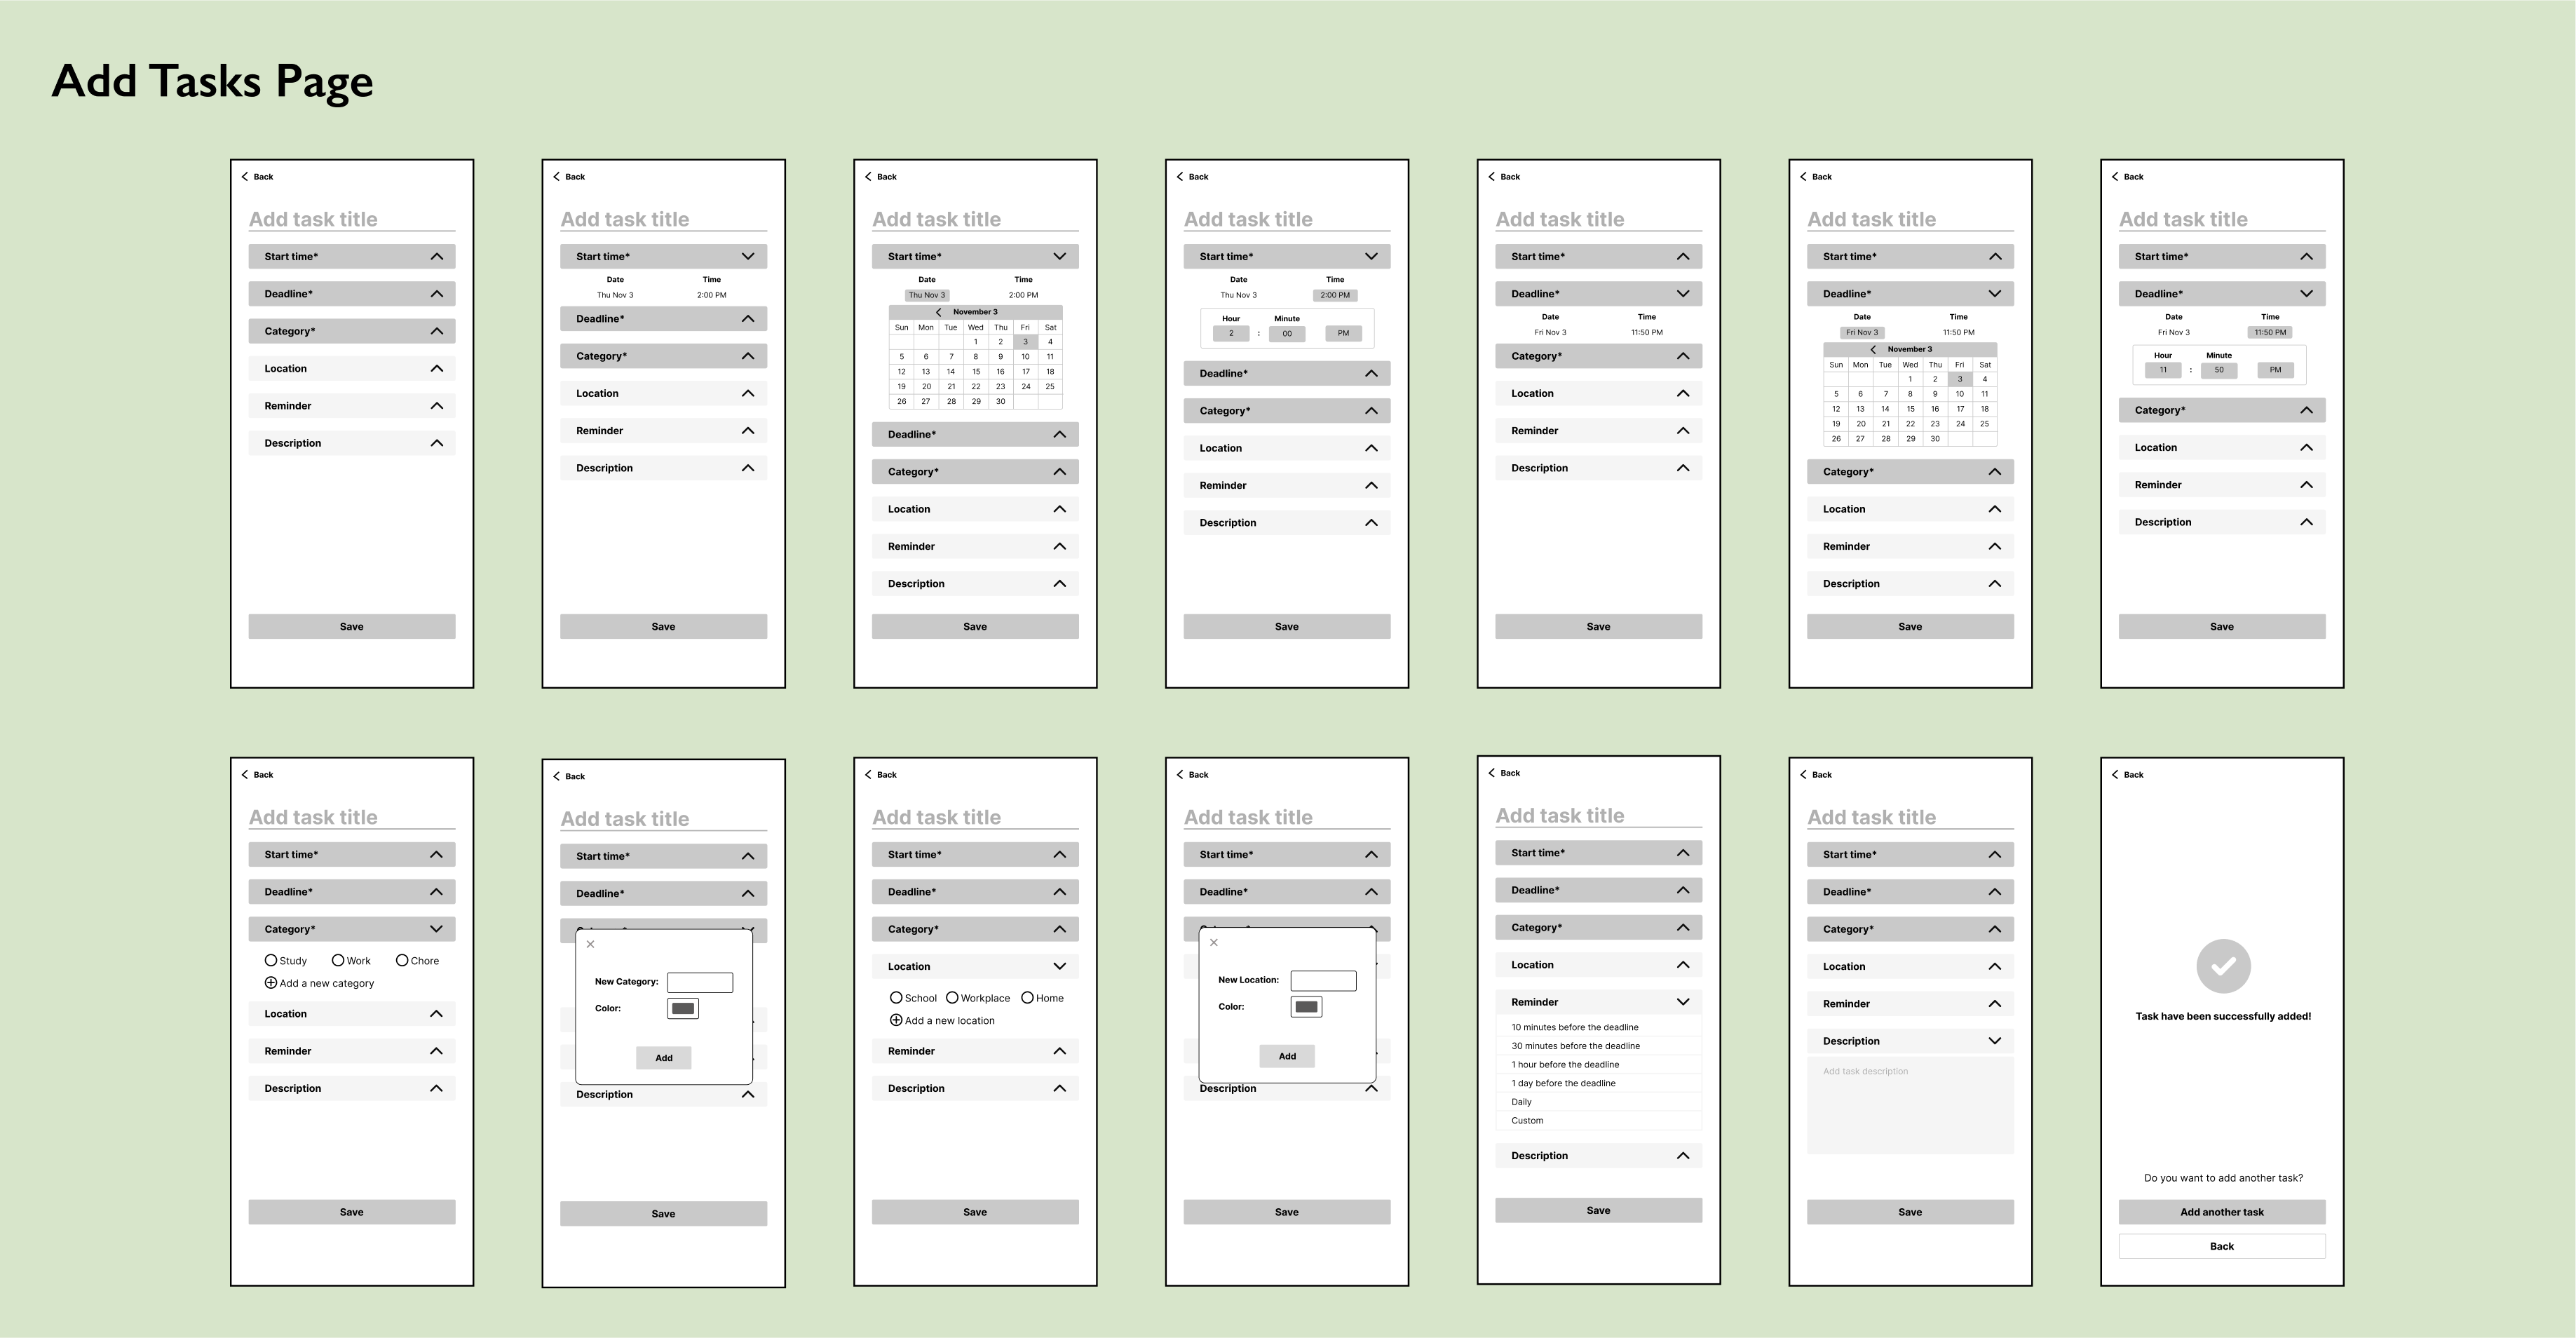 Add Tasks Page
Back
Add task title
Start time*
Deadline*
Category*
Location
Reminder
Description
Save
Back
Add task title
Start time*
Date Time
Thu Nov 3 2:00 PM
Deadline*
Category*
Location
Reminder
Description
Save
Back
Add task title
Start time*
Date Time
Thu Nov 3 2:00 PM
November 3
Sun Mon Tue Wed Thu Fri Sat
1 2 3 4
5 6 7 8 9 10 11
12 13 14 15 16 17 18
19 20 21 22 23 24 25
26 27 28 29 30
Deadline*
Category*
Location
Reminder
Description
Save
Back
Add task title
Start time*
Date Time
Thu Nov 3 2:00 PM
Hour Minute
2 : 00 PM
Deadline*
Category*
Location
Reminder
Description
Save
Back
Add task title
Start time*
Deadline*
Date Time
Fri Nov 3 11:50 PM
Category*
Location
Reminder
Description
Save
Back
Add task title
Start time*
Deadline*
Date Time
Fri Nov 3 11:50 PM
November 3
Sun Mon Tue Wed Thu Fri Sat
1 2 3 4
5 6 7 8 9 10 11
12 13 14 15 16 17 18
19 20 21 22 23 24 25
26 27 28 29 30
Category*
Location
Reminder
Description
Save
Back
Add task title
Start time*
Deadline*
Date Time
Fri Nov 3 11:50 PM
Hour Minute
11 : 50 PM
Category*
Location
Reminder
Description
Save
Back
Add task title
Start time*
Deadline*
Category*
Study Work Chore
Add a new category
Location
Reminder
Description
Save
Back
Add task title
Start time*
Deadline*
New Category:
Color:
Add
Description
Save
Back
Add task title
Start time*
Deadline*
Category*
Location
School Workplace Home
Add a new location
Reminder
Description
Save
Back
Add task title
Start time*
Deadline*
New Location:
Color:
Add
Description
Save
Back
Add task title
Start time*
Deadline*
Category*
Location
Reminder
10 minutes before the deadline
30 minutes before the deadline
1 hour before the deadline
1 day before the deadline
Daily
Custom
Description
Save
Back
Add task title
Start time*
Deadline*
Category*
Location
Reminder
Description
Add task description
Save
Back
Task have been successfully added!
Do you want to add another task?
Add another task
Back